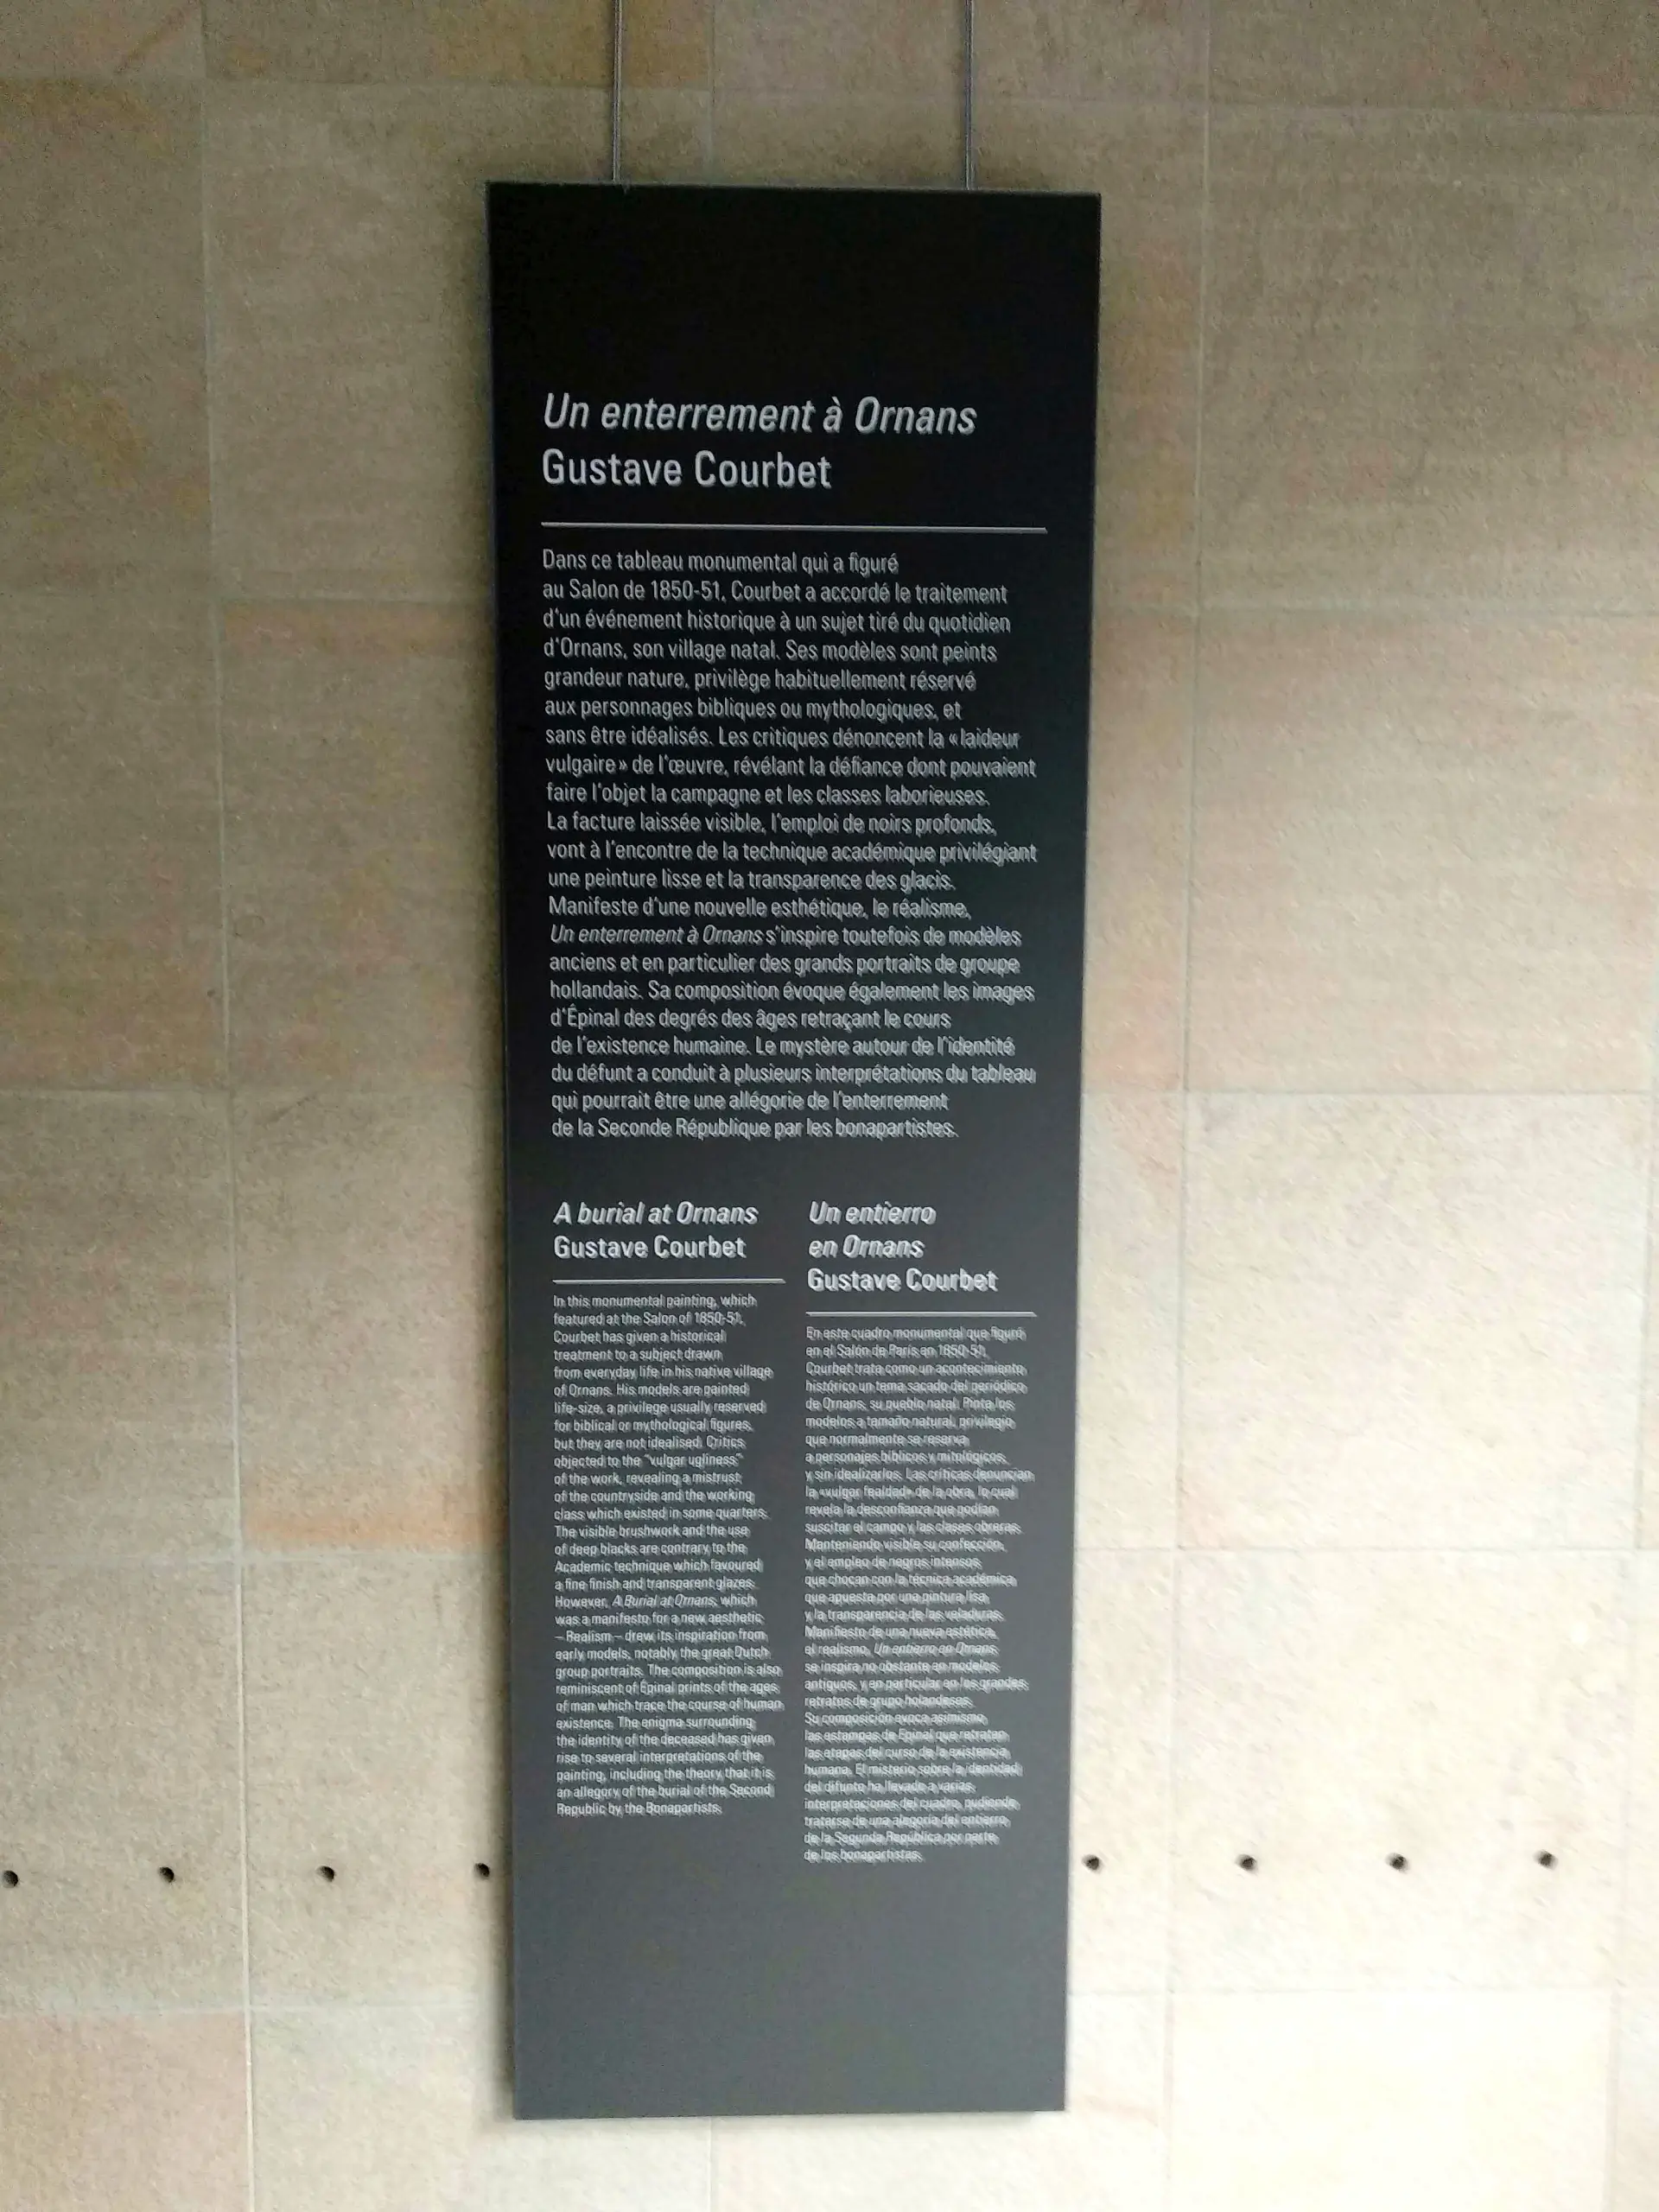 Un enterrement à Ornans
Gustave Courbet
Dans ce tableau monumental qui a figuré
au Salon de 1850-51, Courbet a accordé le traitement
d'un événement historique à un sujet tiré du quotidien
d'Ornans, son village natal. Ses modèles sont peints
grandeur nature, privilège habituellement réservé
aux personnages bibliques ou mythologiques, et
sans être idéalisés. Les critiques dénoncent la «laideur
vulgaire» de l'œuvre, révélant la défiance dont pouvaient
faire l'objet la campagne et les classes laborieuses.
La facture laissée visible, l'emploi de noirs profonds,
vont à l'encontre de la technique académique privilégiant
une peinture lisse et la transparence des glacis.
Manifeste d'une nouvelle esthétique, le réalisme,
Un enterrement à Ornans s'inspire toutefois de modèles
anciens et en particulier des grands portraits de groupe
hollandais. Sa composition évoque également les images
d'Épinal des degrés des âges retraçant le cours
de l'existence humaine. Le mystère autour de l'identité
du défunt a conduit à plusieurs interprétations du tableau
qui pourrait être une allégorie de l'enterrement
de la Seconde République par les bonapartistes.
A burial at Ornans
Gustave Courbet
In this monumental painting, which
featured at the Salon of 1850-51,
Courbet has given a historical
treatment to a subject drawn
from everyday life in his native village
of Ornans. His models are painted
life-size, a privilege usually reserved
for biblical or mythological figures,
but they are not idealised. Critics
objected to the "vulgar ugliness"
of the work, revealing a mistrust
of the countryside and the working
class which existed in some quarters.
The visible brushwork and the use
of deep blacks are contrary to the
Academic technique which favoured
a fine finish and transparent glazes.
However, A Burial at Ornans, which
was a manifesto for a new aesthetic
– Realism – drew its inspiration from
early models, notably the great Dutch
group portraits. The composition is also
reminiscent of Épinal prints of the ages
of man which trace the course of human
existence. The enigma surrounding
the identity of the deceased has given
rise to several interpretations of the
painting, including the theory that it is
an allegory of the burial of the Second
Republic by the Bonapartists.
Un entierro
en Ornans
Gustave Courbet
En este cuadro monumental que figuró
en el Salón de París en 1850-51,
Courbet trata como un acontecimiento
histórico un tema sacado del periódico
de Ornans, su pueblo natal. Pinta los
modelos a tamaño natural, privilegio
que normalmente se reserva
a personajes bíblicos y mitológicos,
y sin idealizarlos. Las críticas denuncian
la «vulgar fealdad» de la obra, lo cual
revela la desconfianza que podían
suscitar el campo y las clases obreras.
Manteniendo visible su confección,
y el empleo de negros intensos,
que chocan con la técnica académica
que apuesta por una pintura lisa
y la transparencia de las veladuras.
Manifiesto de una nueva estética,
el realismo, Un entierro en Ornans
se inspira no obstante en modelos
antiguos, y en particular en los grandes
retratos de grupo holandeses.
Su composición evoca asimismo
las estampas de Epinal que retratan
las etapas del curso de la existencia
humana. El misterio sobre la identidad
del difunto ha llevado a varias
interpretaciones del cuadro, pudiendo
tratarse de una alegoría del entierro
de la Segunda República por parte
de los bonapartistas.